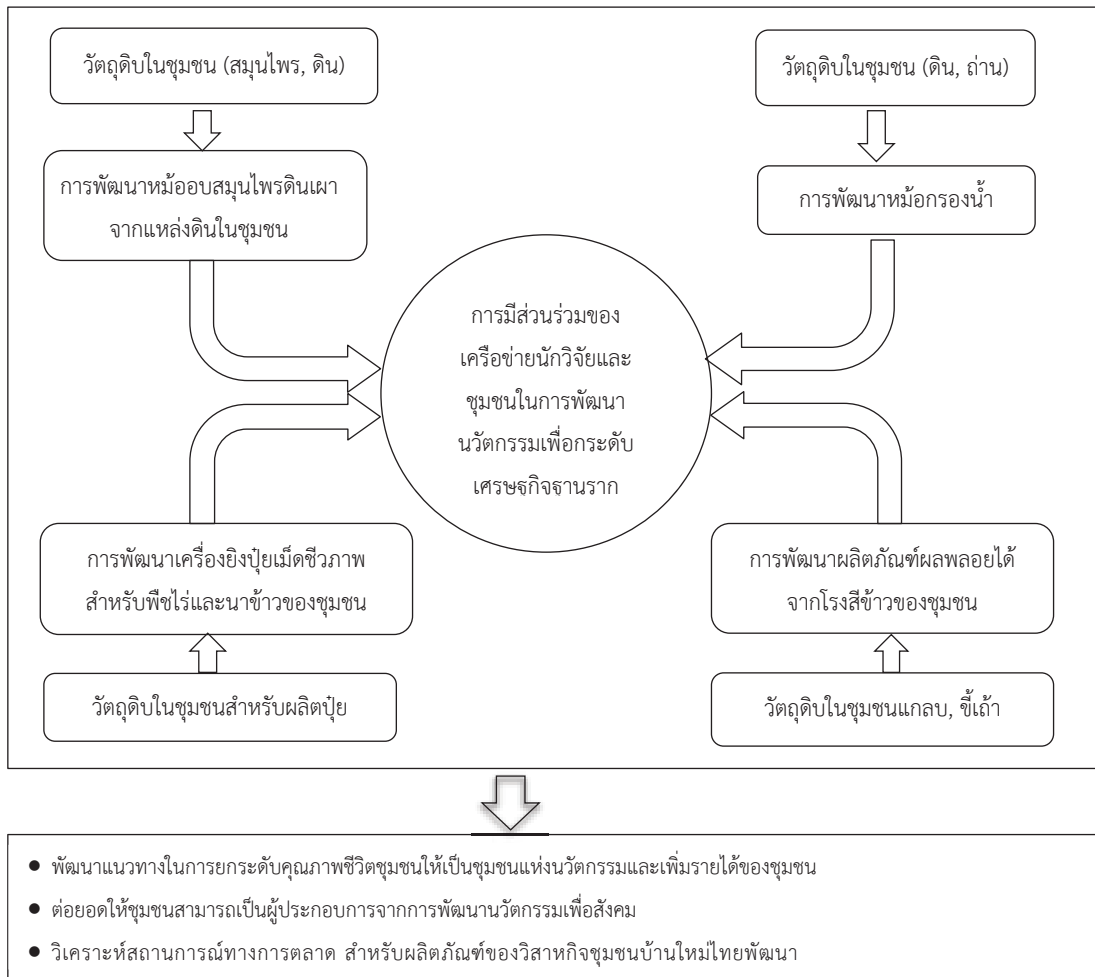 วัตถุดิบในชุมชน (สมุนไพร, ดิน)
วัตถุดิบในชุมชน (ดิน, ถ่าน)
การพัฒนาหม้ออบสมุนไพรดินเผา
จากแหล่งดินในชุมชน
การพัฒนาหม้อกรองน้ำ
การมีส่วนร่วมของ
เครือข่ายนักวิจัยและ
ชุมชนในการพัฒนา
นวัตกรรมเพื่อกระดับ
เศรษฐกิจฐานราก
การพัฒนาเครื่องยิงปุ๋ยเม็ดชีวภาพ
สำหรับพืชไร่และนาข้าวของชุมชน
การพัฒนาผลิตภัณฑ์ผลพลอยได้
จากโรงสีข้าวของชุมชน
วัตถุดิบในชุมชนสำหรับผลิตปุ๋ย
วัตถุดิบในชุมชนแกลบ, ขี้เถ้า
● พัฒนาแนวทางในการยกระดับคุณภาพชีวิตชุมชนให้เป็นชุมชนแห่งนวัตกรรมและเพิ่มรายได้ของชุมชน
● ต่อยอดให้ชุมชนสามารถเป็นผู้ประกอบการจากการพัฒนานวัตกรรมเพื่อสังคม
● วิเคราะห์สถานการณ์ทางการตลาด สำหรับผลิตภัณฑ์ของวิสาหกิจชุมชนบ้านใหม่ไทยพัฒนา